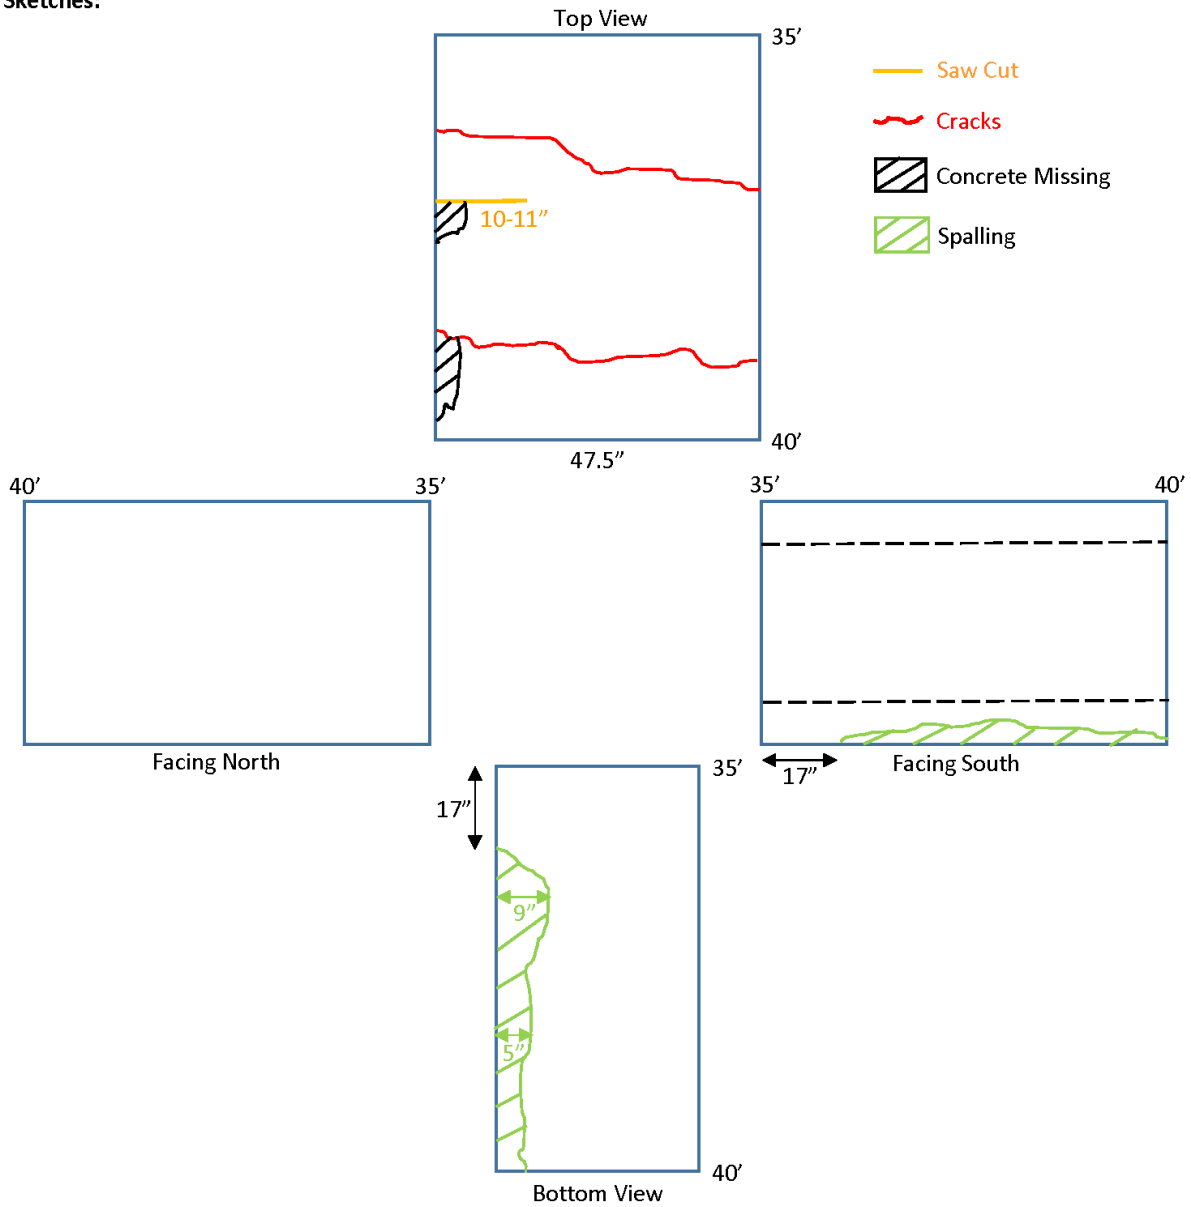 Sketches:
Top View
35’
Saw Cut
Cracks
Concrete Missing
Spalling
10-11”
40’
47.5”
40’
35’
35’
40’
Facing North
17”
Facing South
35’
17”
9”
5”
40’
Bottom View